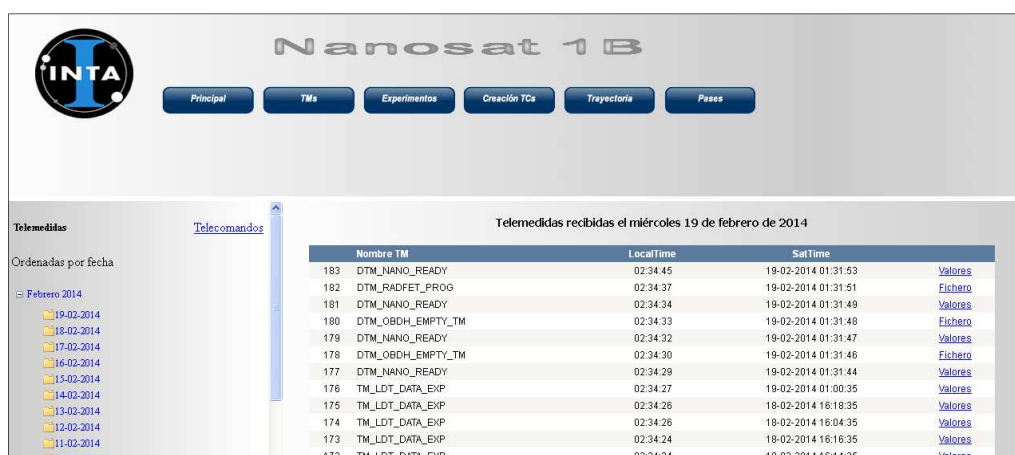 INTA
Nanosat 1B
Principal TMs Experimentos Creación TCs Trayectoria Pases
Telemedidas Telecomandos
Ordenadas por fecha
Febrero 2014
19-02-2014
18-02-2014
17-02-2014
16-02-2014
15-02-2014
14-02-2014
13-02-2014
12-02-2014
11-02-2014
Telemedidas recibidas el miércoles 19 de febrero de 2014
Nombre TM LocalTime SatTime
183 DTM_NANO_READY 02:34:45 19-02-2014 01:31:53 Valores
182 DTM_RADFET_PROG 02:34:37 19-02-2014 01:31:51 Fichero
181 DTM_NANO_READY 02:34:34 19-02-2014 01:31:49 Valores
180 DTM_OBDH_EMPTY_TM 02:34:33 19-02-2014 01:31:48 Fichero
179 DTM_NANO_READY 02:34:32 19-02-2014 01:31:47 Valores
178 DTM_OBDH_EMPTY_TM 02:34:30 19-02-2014 01:31:46 Fichero
177 DTM_NANO_READY 02:34:29 19-02-2014 01:31:44 Valores
176 TM_LDT_DATA_EXP 02:34:27 19-02-2014 01:00:35 Valores
175 TM_LDT_DATA_EXP 02:34:26 18-02-2014 16:18:35 Valores
174 TM_LDT_DATA_EXP 02:34:26 18-02-2014 16:04:35 Valores
173 TM_LDT_DATA_EXP 02:34:24 18-02-2014 16:16:35 Valores